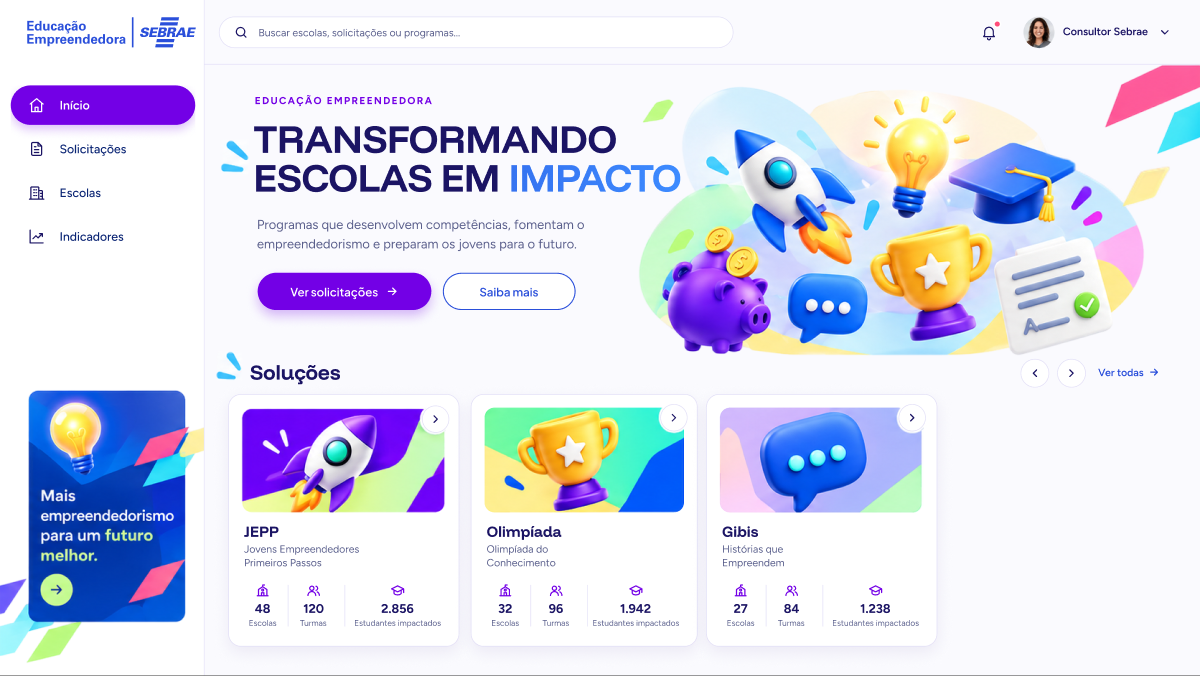 Educação
Empreendedora
SEBRAE
Buscar escolas, solicitações ou programas...
Consultor Sebrae
Início
Solicitações
Escolas
Indicadores
EDUCAÇÃO EMPREENDEDORA
TRANSFORMANDO
ESCOLAS EM IMPACTO
Programas que desenvolvem competências, fomentam o
empreendedorismo e preparam os jovens para o futuro.
Ver solicitações
Saiba mais
A
Mais
empreendedorismo
para um futuro
melhor.
Soluções
Ver todas
JEPP
Jovens Empreendedores
Primeiros Passos
48
Escolas
120
Turmas
2.856
Estudantes impactados
Olimpíada
Olimpíada do
Conhecimento
32
Escolas
96
Turmas
1.942
Estudantes impactados
Gibis
Histórias que
Empreendem
27
Escolas
84
Turmas
1.238
Estudantes impactados